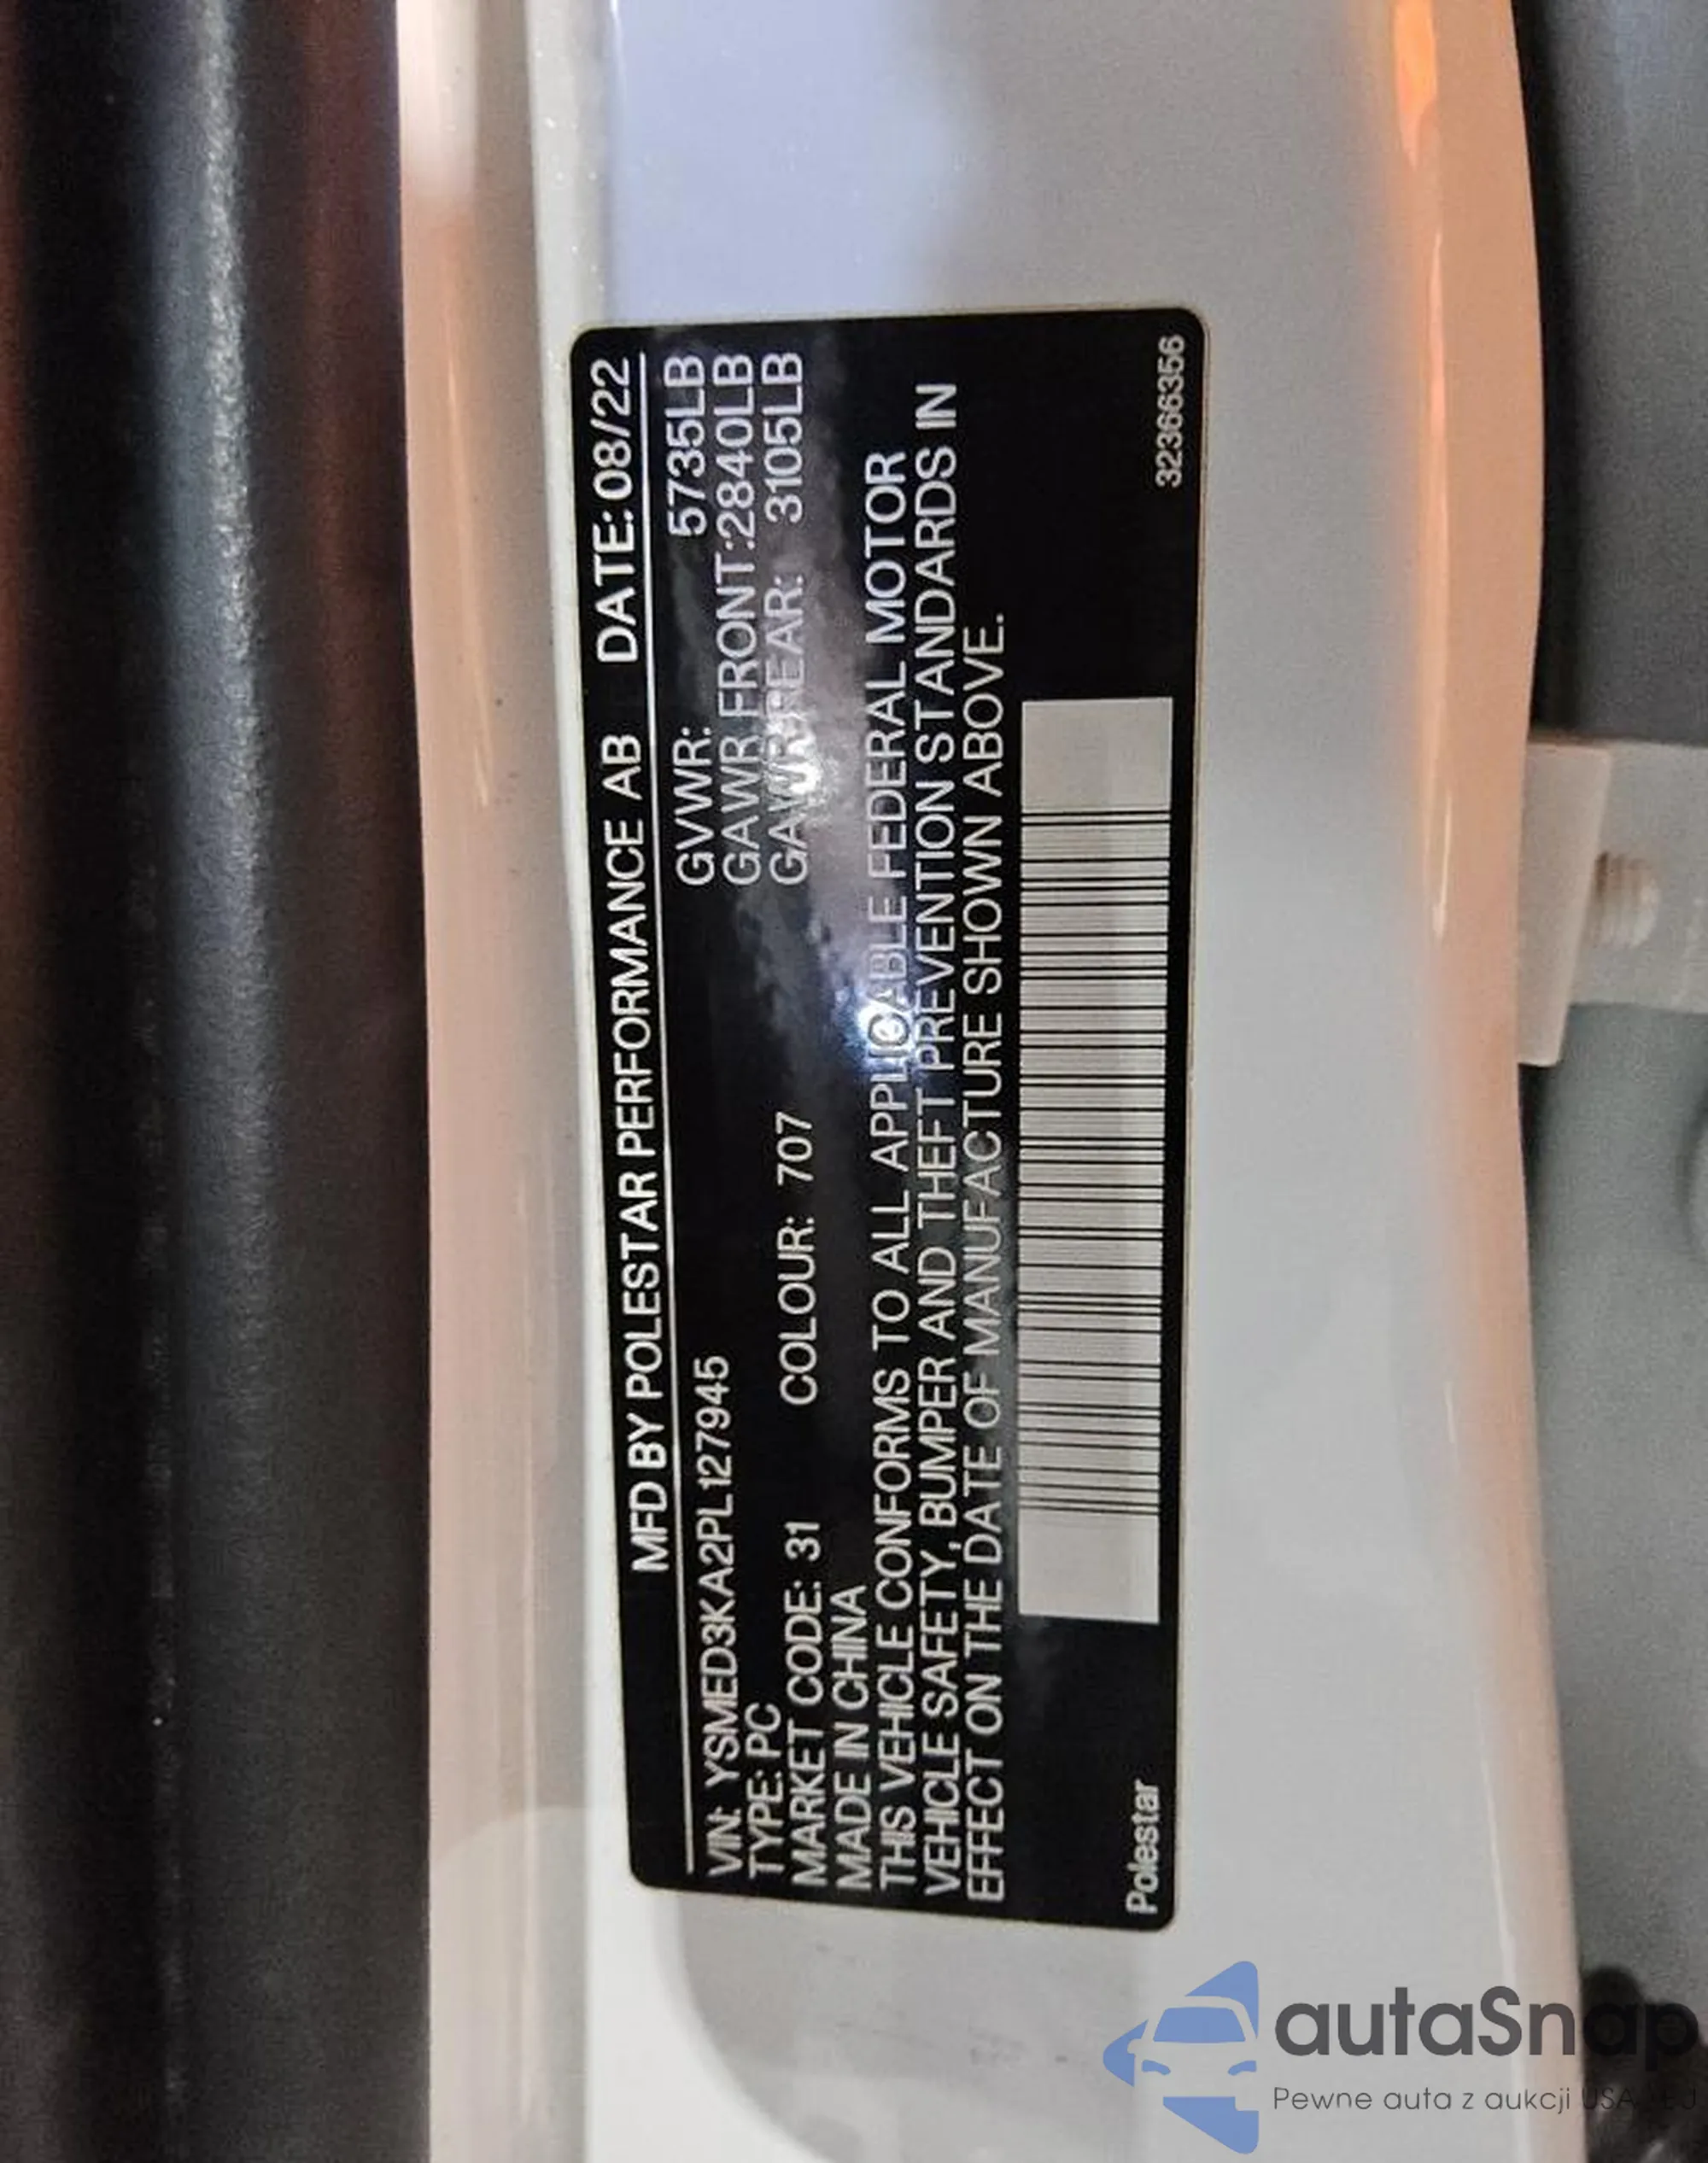 MFD BY POLESTAR PERFORMANCE AB DATE: 08/22
VIN: YSMED3KA2PL127945 GVWR: 5735LB
TYPE: PC GAWR FRONT:2840LB
MARKET CODE: 31 COLOUR: 707 GAWR REAR: 3105LB
MADE IN CHINA
THIS VEHICLE CONFORMS TO ALL APPLICABLE FEDERAL MOTOR
VEHICLE SAFETY, BUMPER AND THEFT PREVENTION STANDARDS IN
EFFECT ON THE DATE OF MANUFACTURE SHOWN ABOVE.
Polestar 32366356
autaSnap
Pewne auta z aukcji USA